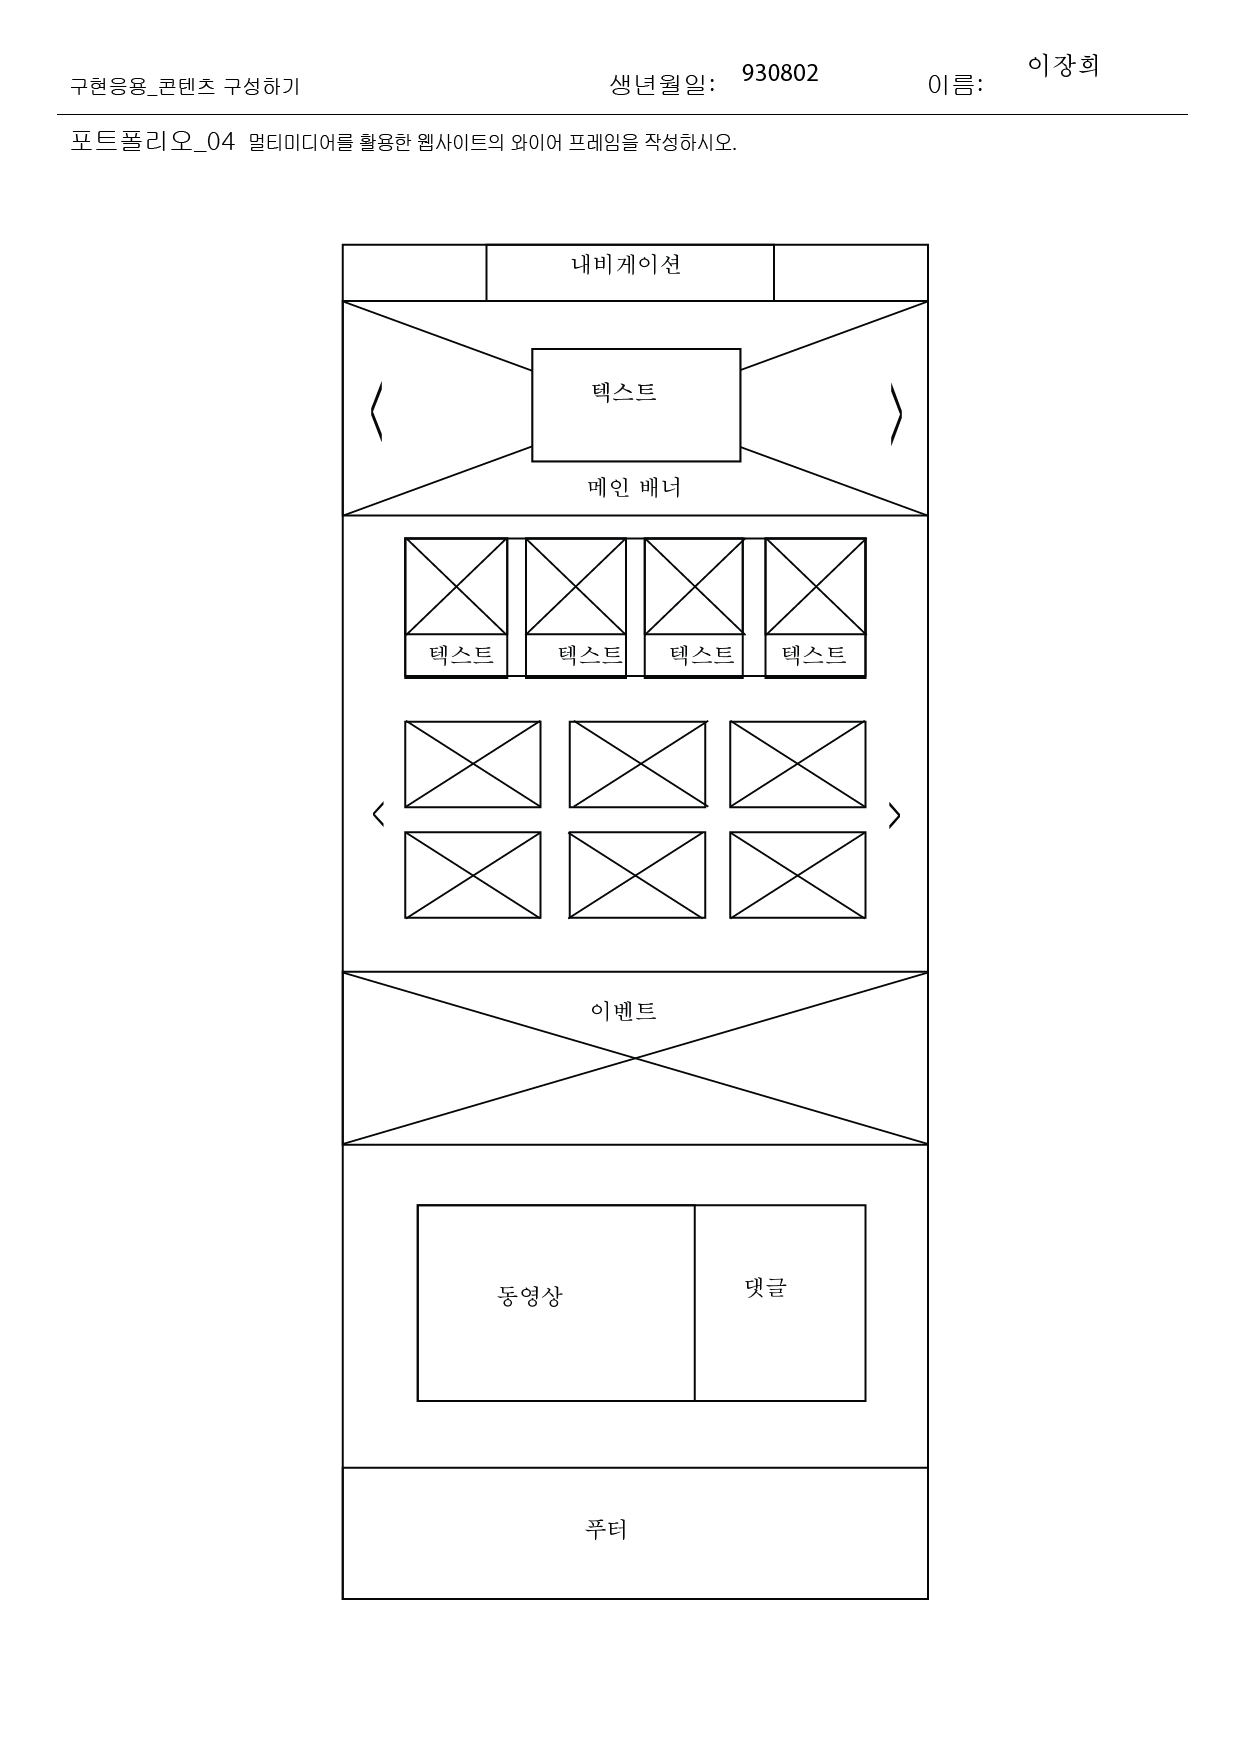 구현응용_콘텐츠 구성하기 생년월일: 930802 이름: 이장희
포트폴리오_04 멀티미디어를 활용한 웹사이트의 와이어 프레임을 작성하시오.
내비게이션
텍스트
메인 배너
텍스트 텍스트 텍스트 텍스트
이벤트
동영상 댓글
푸터